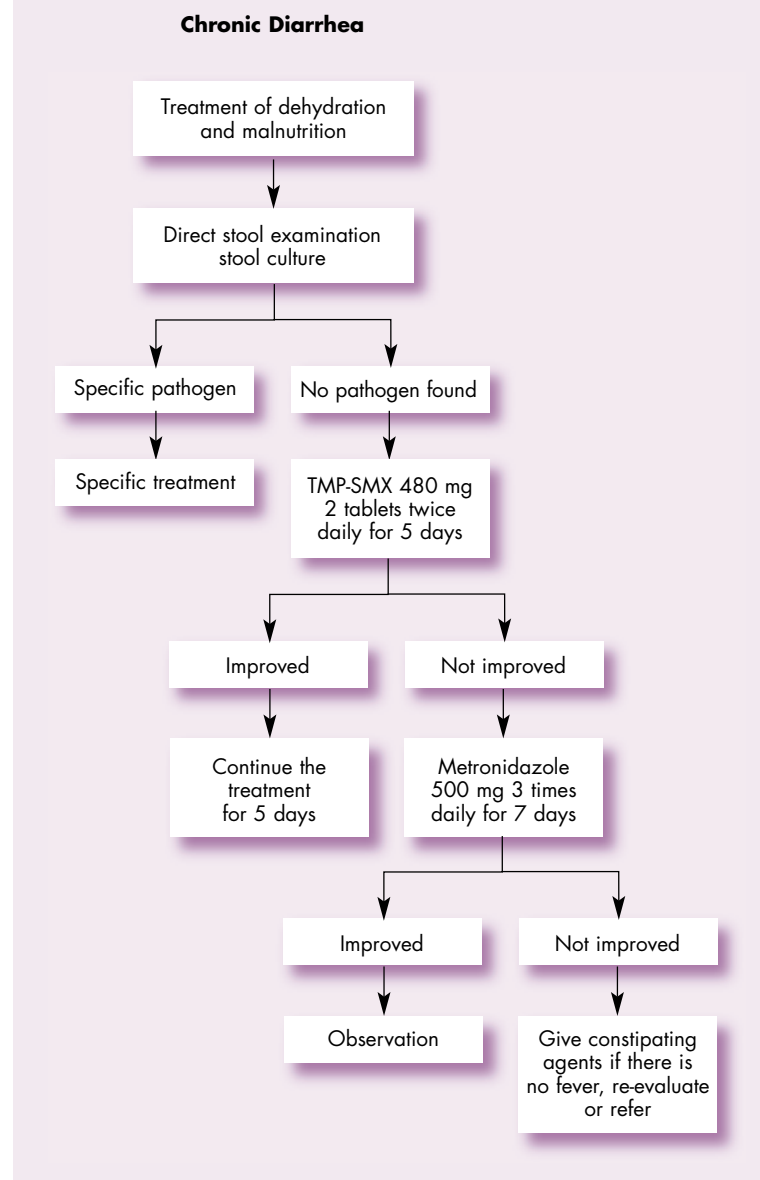 Chronic Diarrhea
Treatment of dehydration
and malnutrition
Direct stool examination
stool culture
Specific pathogen
No pathogen found
Specific treatment
TMP-SMX 480 mg
2 tablets twice
daily for 5 days
Improved
Not improved
Continue the
treatment
for 5 days
Metronidazole
500 mg 3 times
daily for 7 days
Improved
Not improved
Observation
Give constipating
agents if there is
no fever, re-evaluate
or refer